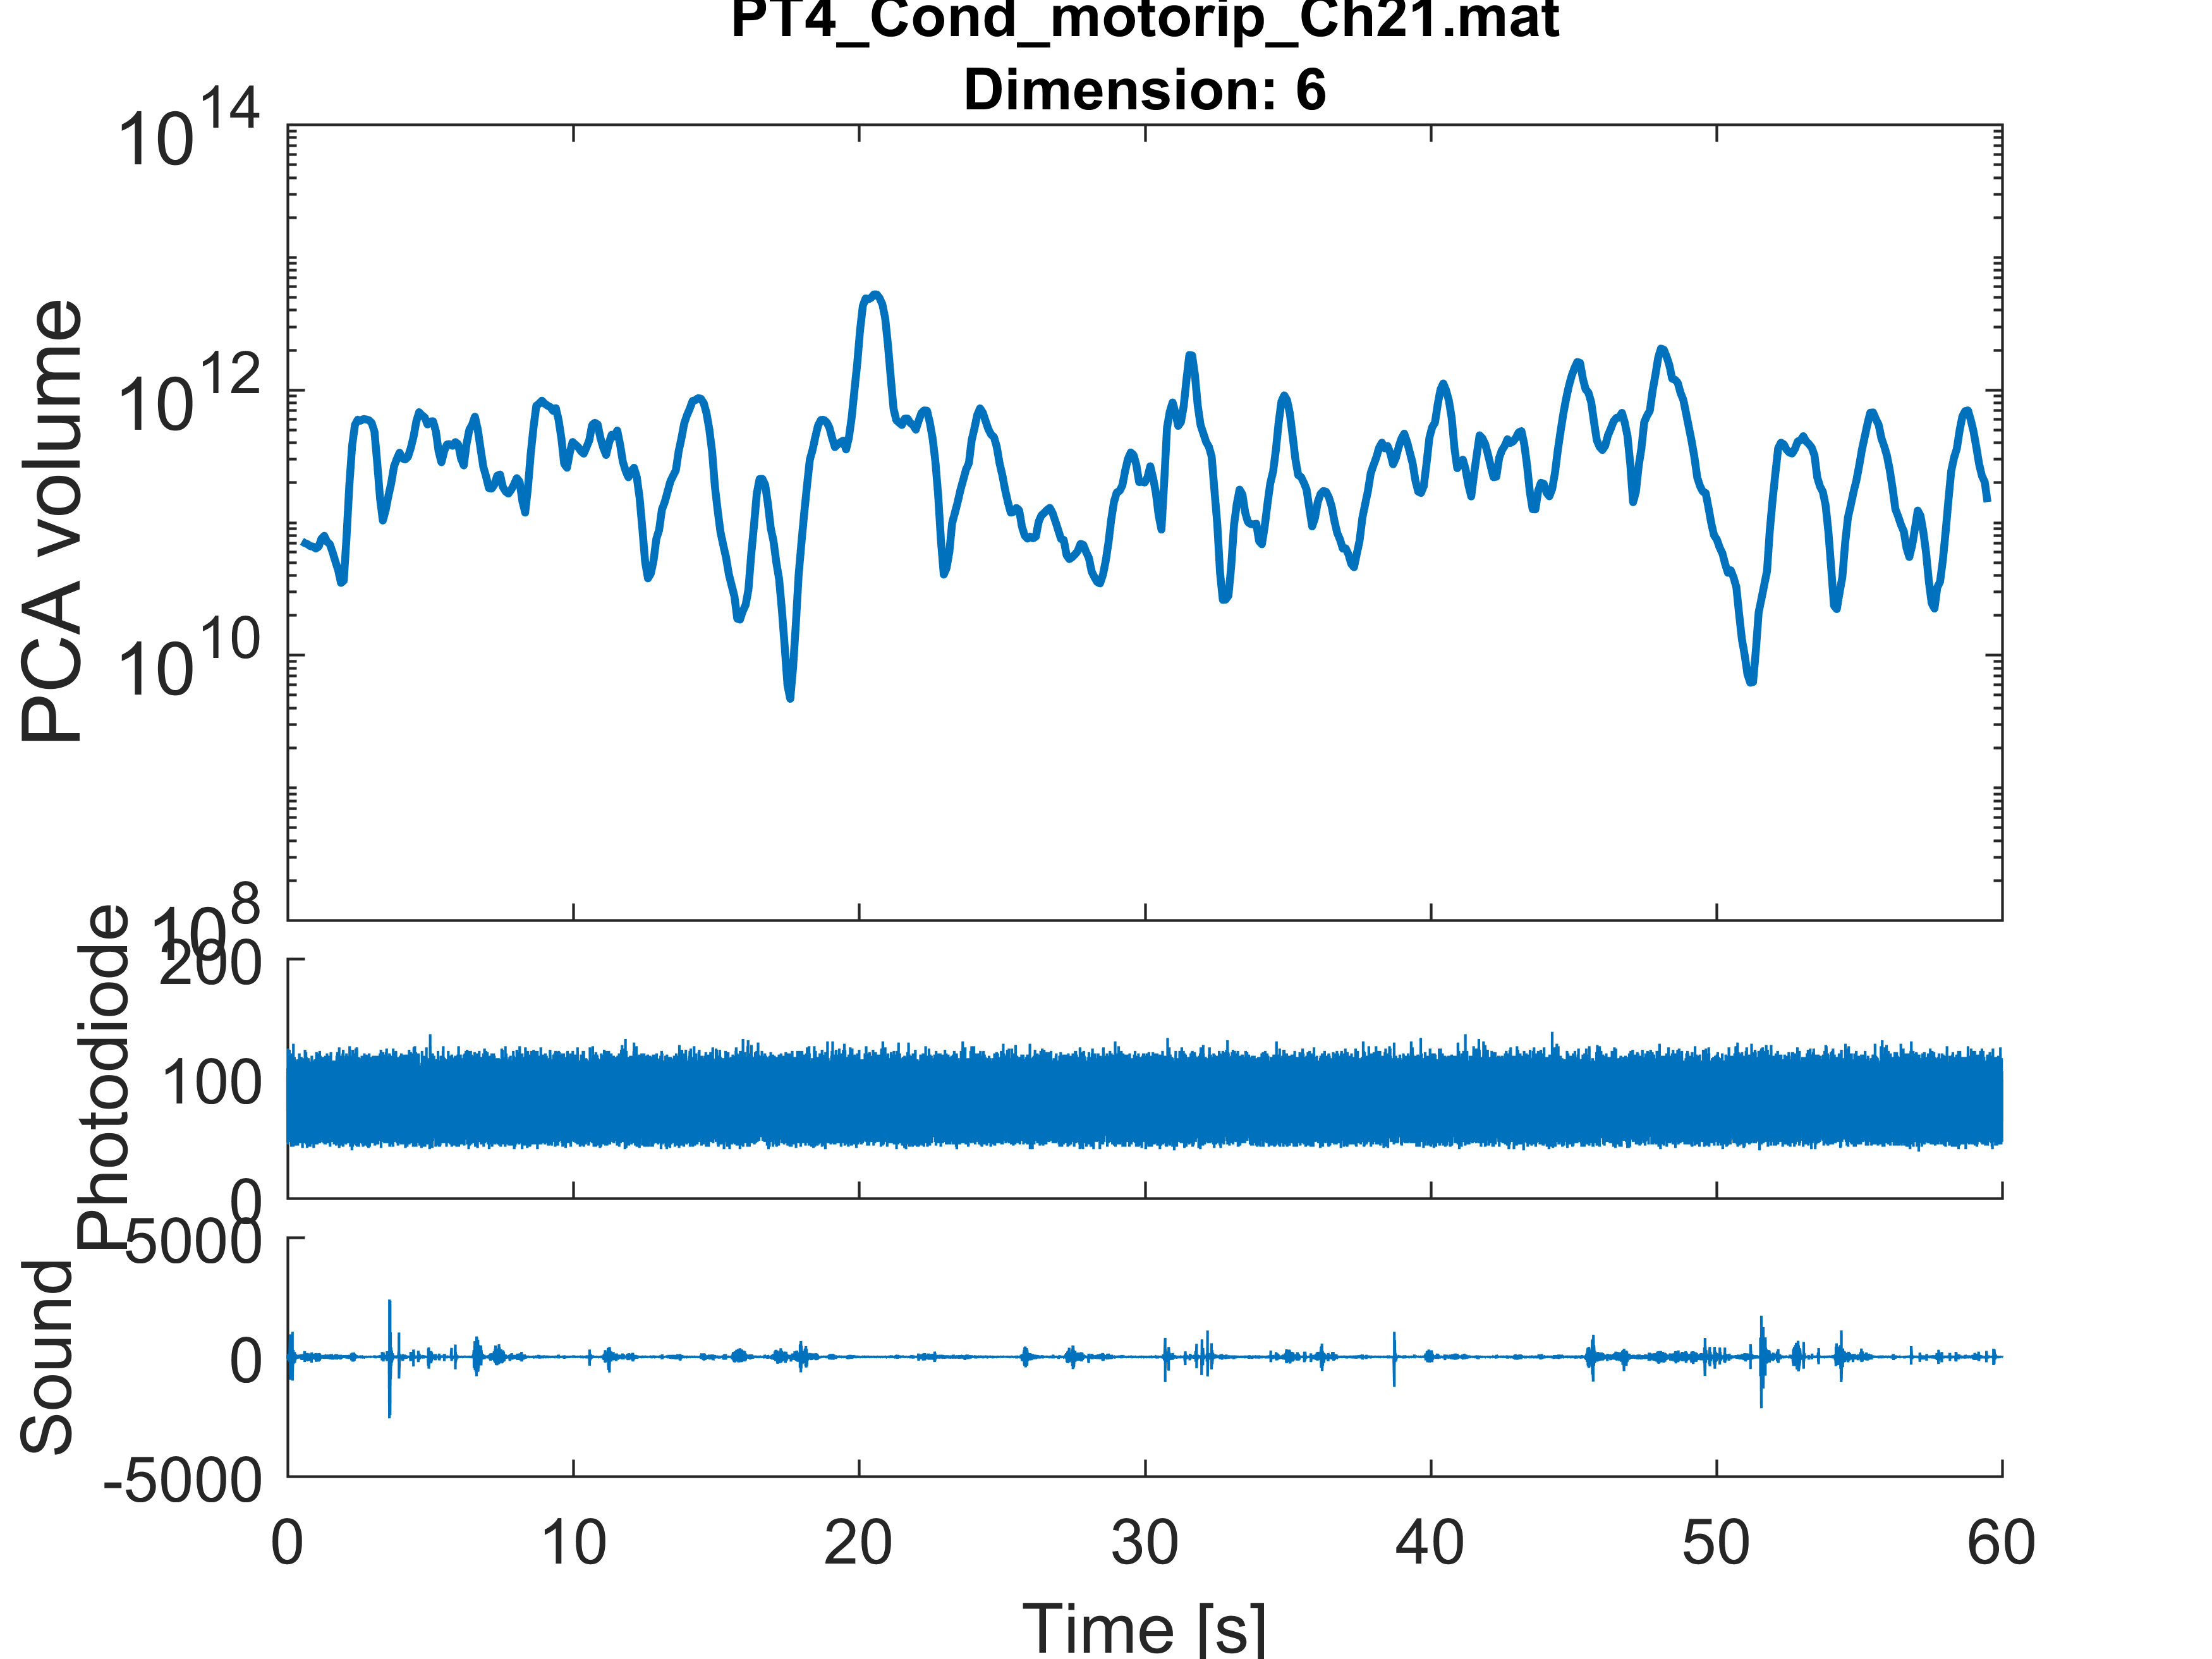 PT4_Cond_motorip_Ch21.mat
Dimension: 6
PCA volume
10^14
10^12
10^10
10^8
Photodiode
200
100
0
Sound
5000
0
-5000
0 10 20 30 40 50 60
Time [s]